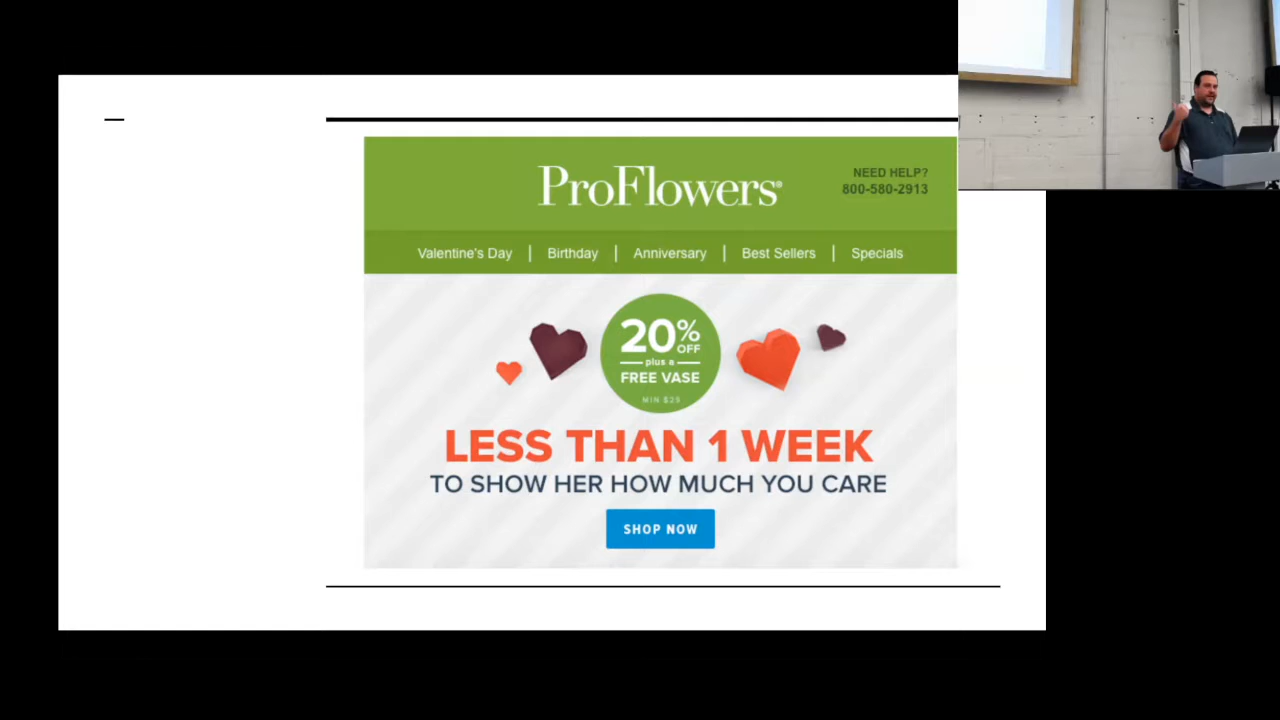 ProFlowers®
NEED HELP?
800-580-2913
Valentine's Day | Birthday | Anniversary | Best Sellers | Specials
20% OFF
plus a
FREE VASE
MIN $29
LESS THAN 1 WEEK
TO SHOW HER HOW MUCH YOU CARE
SHOP NOW